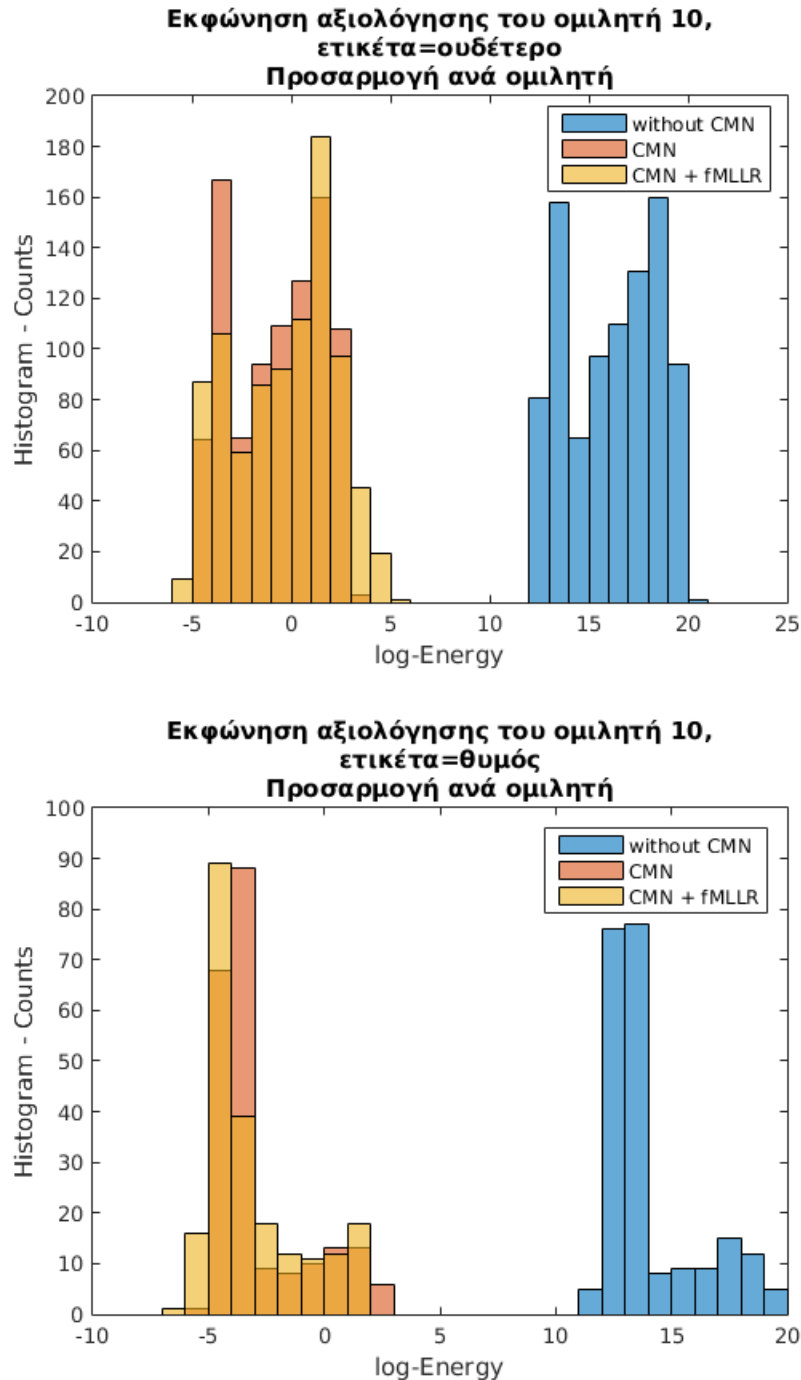 Εκφώνηση αξιολόγησης του ομιλητή 10,
ετικέτα=ουδέτερο
Προσαρμογή ανά ομιλητή
200
180
160
140
120
100
80
60
40
20
0
Histogram - Counts
without CMN
CMN
CMN + fMLLR
-10
-5
0
5
10
15
20
25
log-Energy
Εκφώνηση αξιολόγησης του ομιλητή 10,
ετικέτα=θυμός
Προσαρμογή ανά ομιλητή
100
90
80
70
60
50
40
30
20
10
0
Histogram - Counts
without CMN
CMN
CMN + fMLLR
-10
-5
0
5
10
15
20
log-Energy